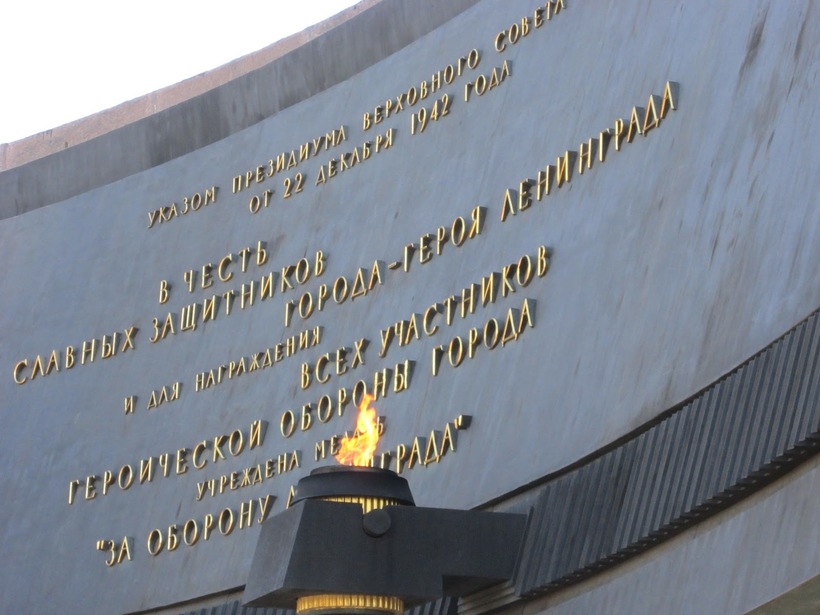 УКАЗОМ ПРЕЗИДИУМА ВЕРХОВНОГО СОВЕТА
ОТ 22 ДЕКАБРЯ 1942 ГОДА
В ЧЕСТЬ
СЛАВНЫХ ЗАЩИТНИКОВ
ГОРОДА-ГЕРОЯ ЛЕНИНГРАДА
И ДЛЯ НАГРАЖДЕНИЯ
ВСЕХ УЧАСТНИКОВ
ГЕРОИЧЕСКОЙ ОБОРОНЫ ГОРОДА
УЧРЕЖДЕНА
"ЗА ОБОРОНУ